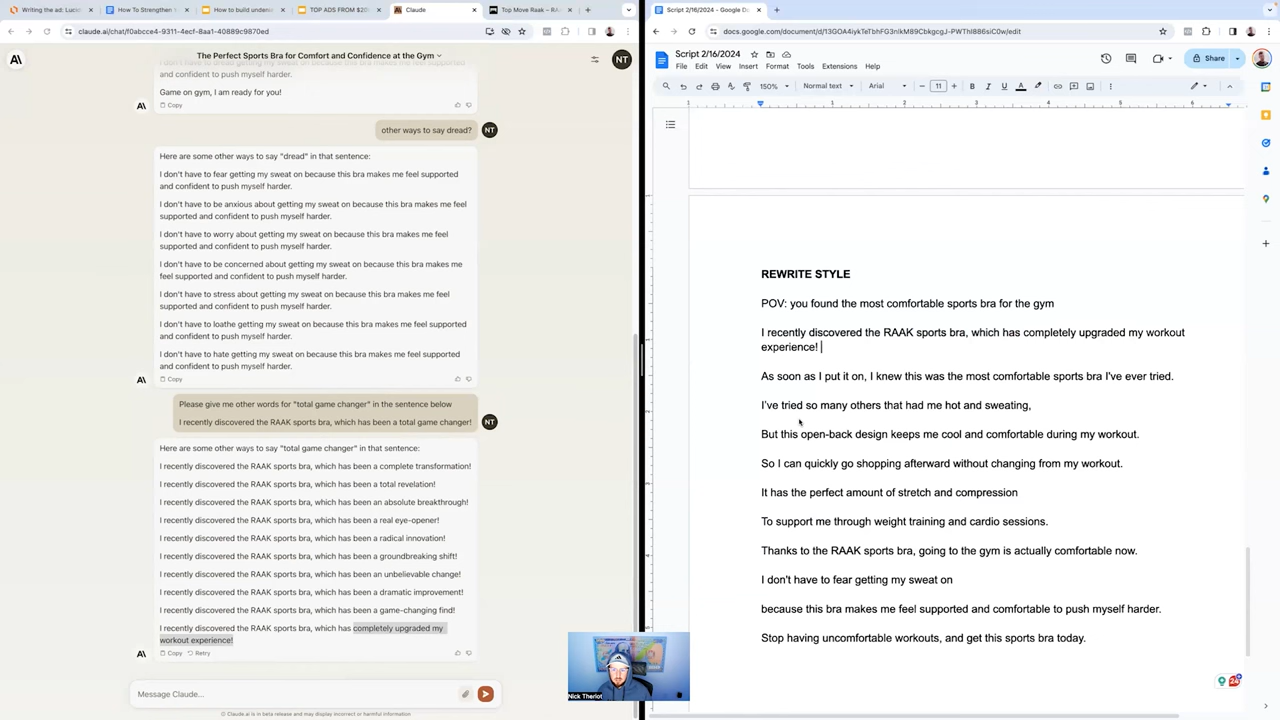 Writing the ad: Luck
How To Strengthen
How to build undeni
TOP ADS FROM $20
Claude
Top Move Raak – RA
Script 2/16/2024 - Google Do
claude.ai/chat/f0abcce4-9311-4ecf-8aa1-40889c9870ed
docs.google.com/document/d/13GOA4iykTeTbhFG3nIkM89CbkgcgJ-PWThI886siC0w/edit
The Perfect Sports Bra for Comfort and Confidence at the Gym
NT
Script 2/16/2024
File Edit View Insert Format Tools Extensions Help
Share
150% Normal text Arial 11
and confident to push myself harder.
Game on gym, I am ready for you!
Copy
other ways to say dread?
NT
Here are some other ways to say "dread" in that sentence:
I don't have to fear getting my sweat on because this bra makes me feel supported
and confident to push myself harder.
I don't have to be anxious about getting my sweat on because this bra makes me feel
supported and confident to push myself harder.
I don't have to worry about getting my sweat on because this bra makes me feel
supported and confident to push myself harder.
I don't have to be concerned about getting my sweat on because this bra makes me
feel supported and confident to push myself harder.
I don't have to stress about getting my sweat on because this bra makes me feel
supported and confident to push myself harder.
I don't have to loathe getting my sweat on because this bra makes me feel supported
and confident to push myself harder.
I don't have to hate getting my sweat on because this bra makes me feel supported
and confident to push myself harder.
Copy
Please give me other words for "total game changer" in the sentence below
I recently discovered the RAAK sports bra, which has been a total game changer!
NT
Here are some other ways to say "total game changer" in that sentence:
I recently discovered the RAAK sports bra, which has been a complete transformation!
I recently discovered the RAAK sports bra, which has been a total revelation!
I recently discovered the RAAK sports bra, which has been an absolute breakthrough!
I recently discovered the RAAK sports bra, which has been a real eye-opener!
I recently discovered the RAAK sports bra, which has been a radical innovation!
I recently discovered the RAAK sports bra, which has been a groundbreaking shift!
I recently discovered the RAAK sports bra, which has been an unbelievable change!
I recently discovered the RAAK sports bra, which has been a dramatic improvement!
I recently discovered the RAAK sports bra, which has been a game-changing find!
I recently discovered the RAAK sports bra, which has completely upgraded my
workout experience!
Copy Retry
Message Claude...
Claude.ai is in beta release and may display incorrect or harmful information
REWRITE STYLE
POV: you found the most comfortable sports bra for the gym
I recently discovered the RAAK sports bra, which has completely upgraded my workout
experience!
As soon as I put it on, I knew this was the most comfortable sports bra I've ever tried.
I've tried so many others that had me hot and sweating,
But this open-back design keeps me cool and comfortable during my workout.
So I can quickly go shopping afterward without changing from my workout.
It has the perfect amount of stretch and compression
To support me through weight training and cardio sessions.
Thanks to the RAAK sports bra, going to the gym is actually comfortable now.
I don't have to fear getting my sweat on
because this bra makes me feel supported and comfortable to push myself harder.
Stop having uncomfortable workouts, and get this sports bra today.
Nick Theriot